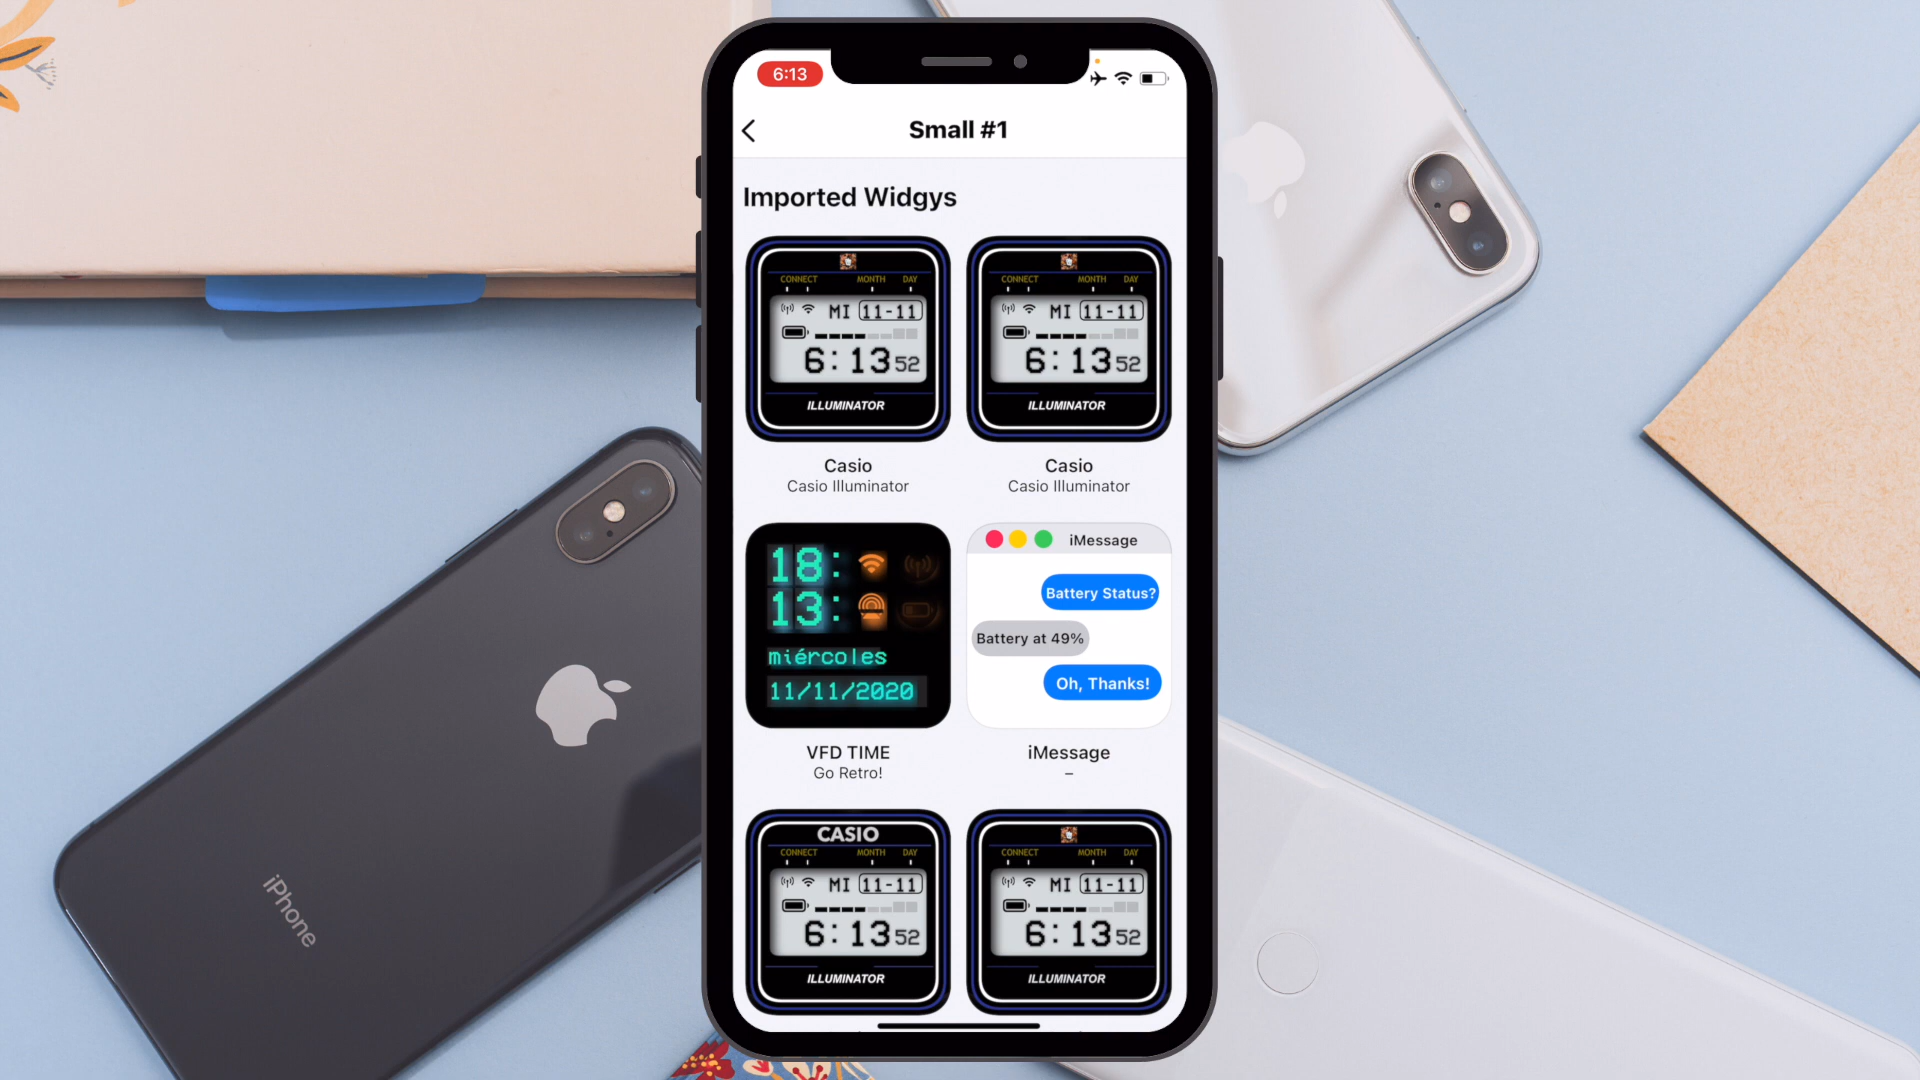 6:13
Small #1
Imported Widgys
CONNECT MONTH DAY
MI 11-11
6:13 52
ILLUMINATOR
Casio
Casio Illuminator
CONNECT MONTH DAY
MI 11-11
6:13 52
ILLUMINATOR
Casio
Casio Illuminator
18:
13:
miércoles
11/11/2020
VFD TIME
Go Retro!
iMessage
Battery Status?
Battery at 49%
Oh, Thanks!
iMessage
–
CASIO
CONNECT MONTH DAY
MI 11-11
6:13 52
ILLUMINATOR
CONNECT MONTH DAY
MI 11-11
6:13 52
ILLUMINATOR
iPhone